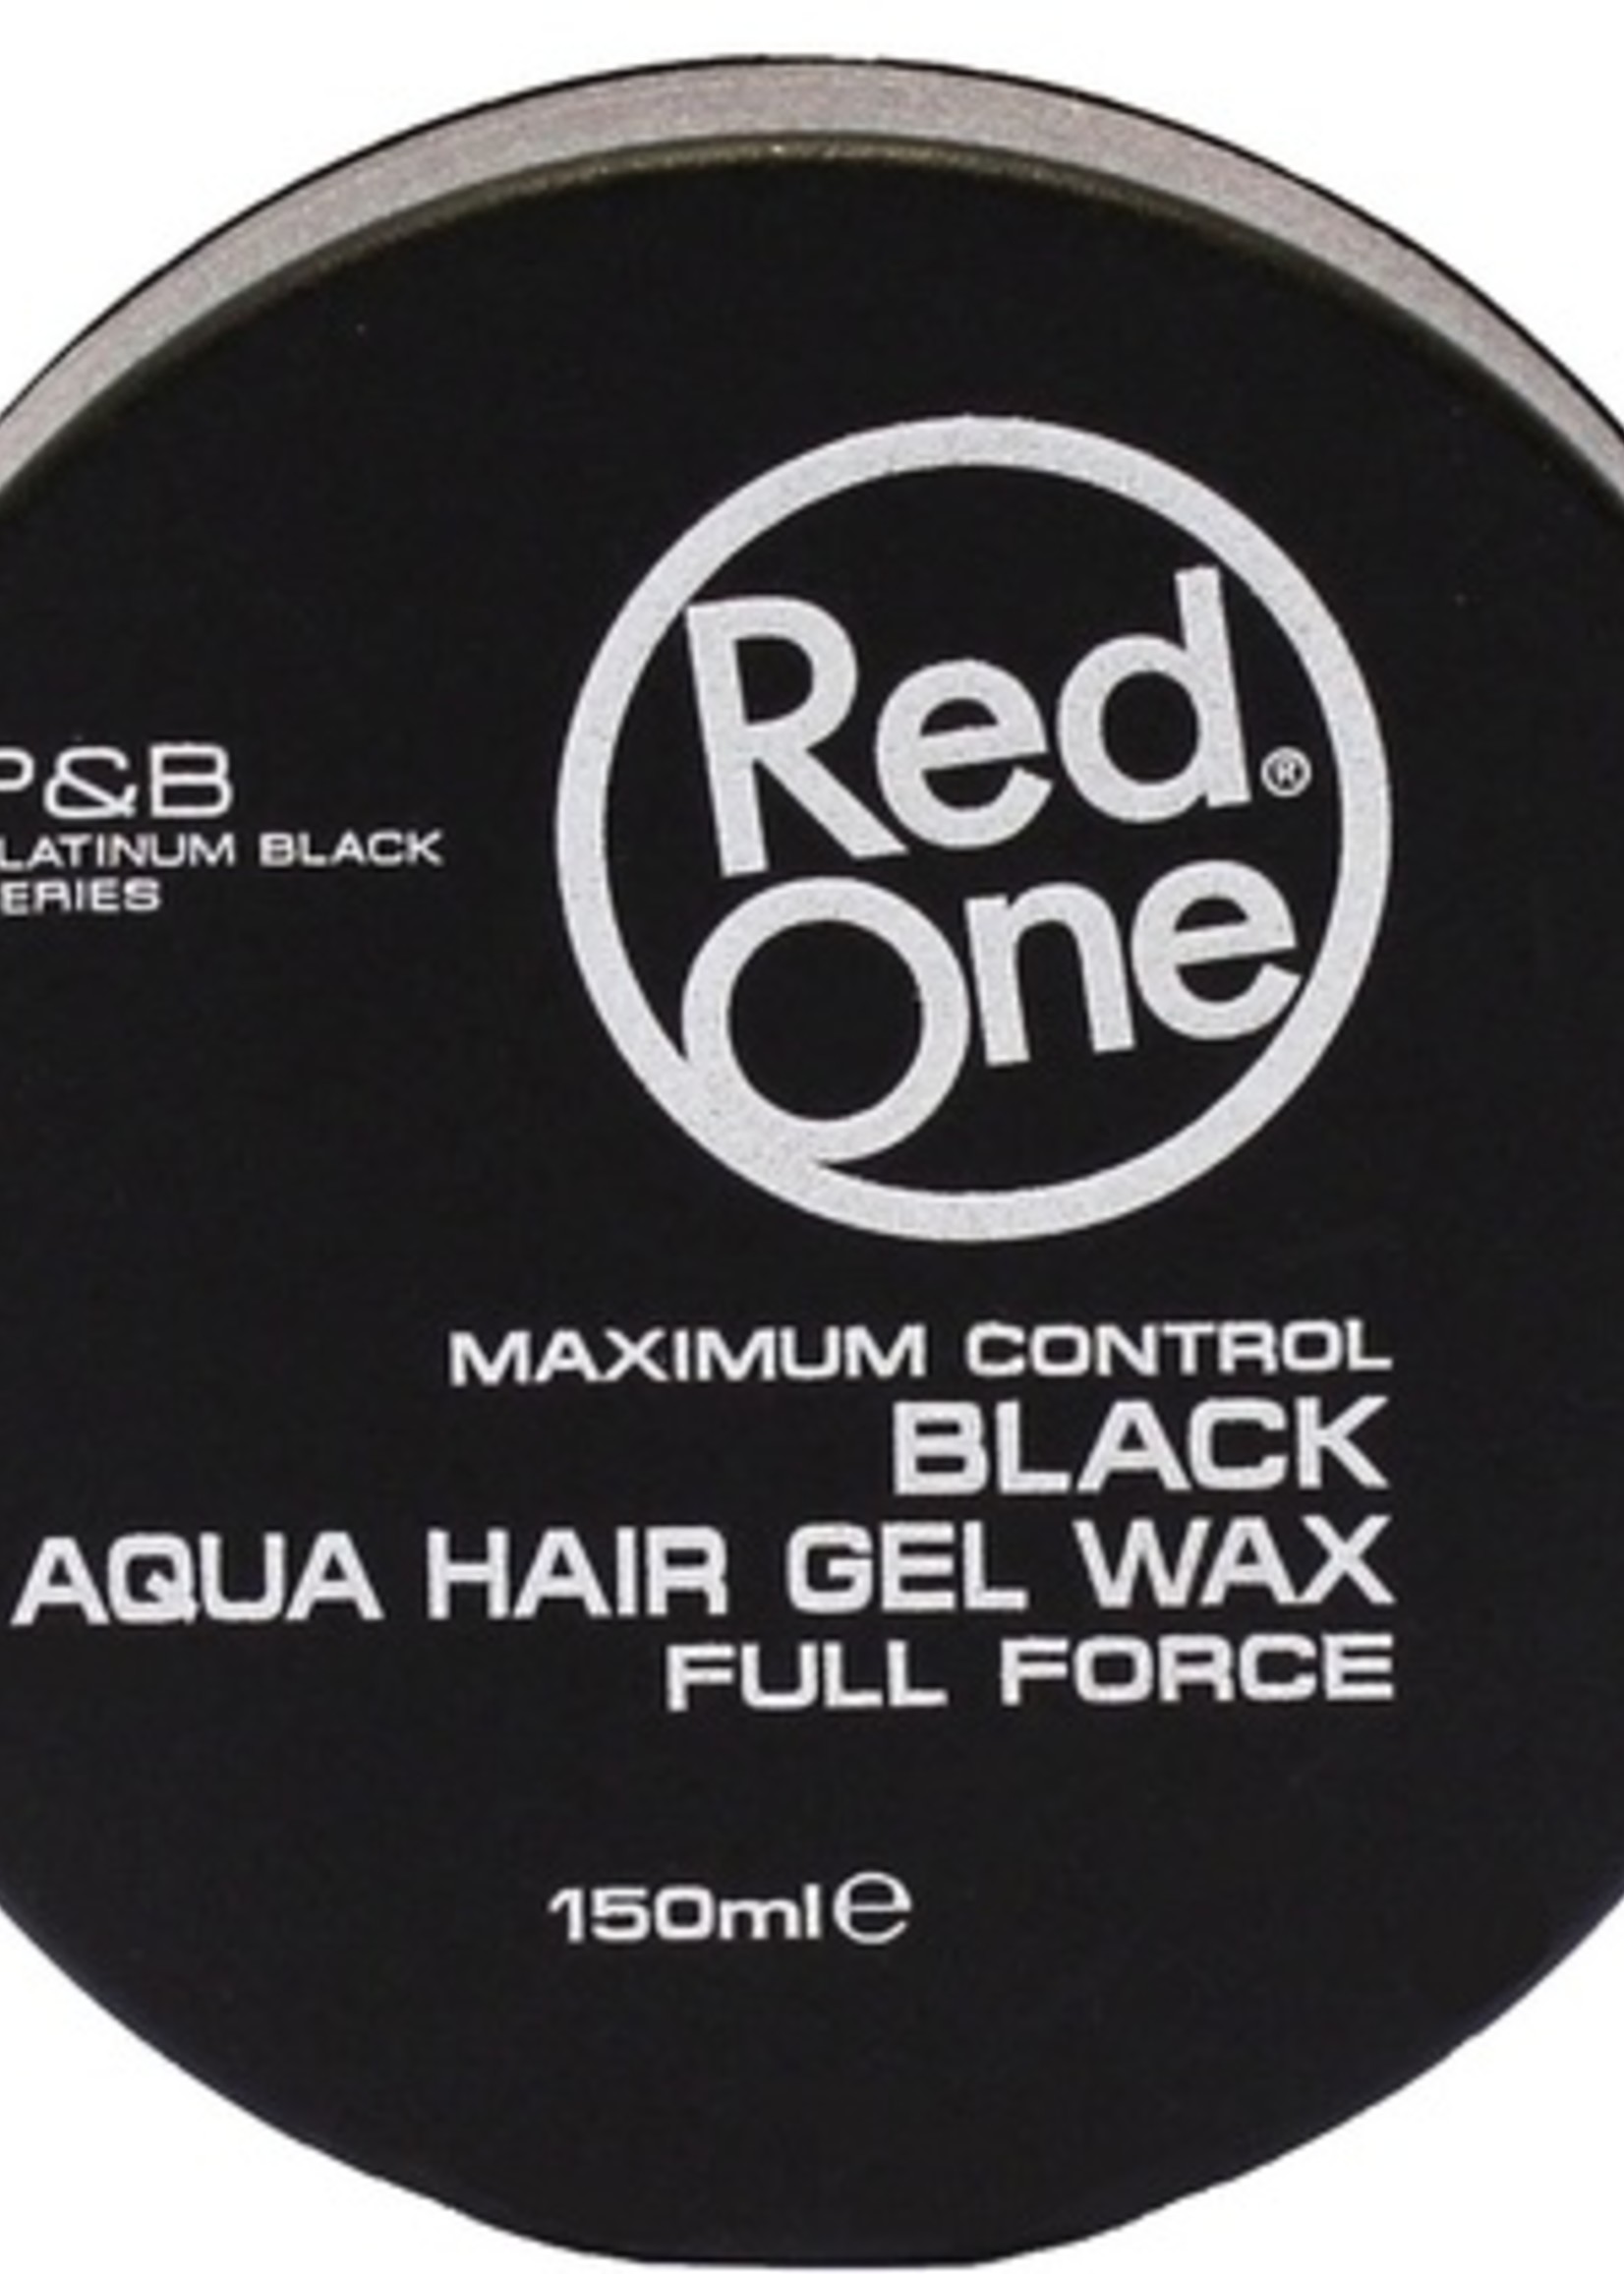 P&B
LATINUM BLACK
ERIES
Red®
One
MAXIMUM CONTROL
BLACK
AQUA HAIR GEL WAX
FULL FORCE
150ml℮